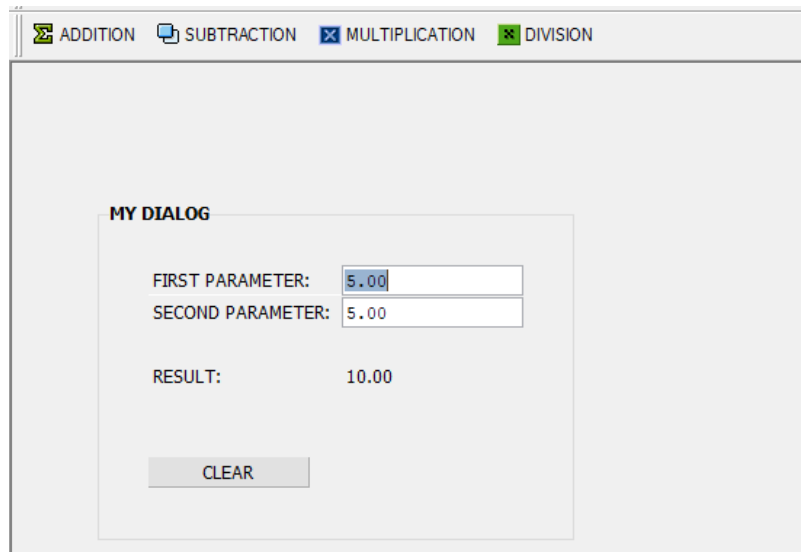 ADDITION SUBTRACTION MULTIPLICATION DIVISION
MY DIALOG
FIRST PARAMETER: 5.00
SECOND PARAMETER: 5.00
RESULT: 10.00
CLEAR